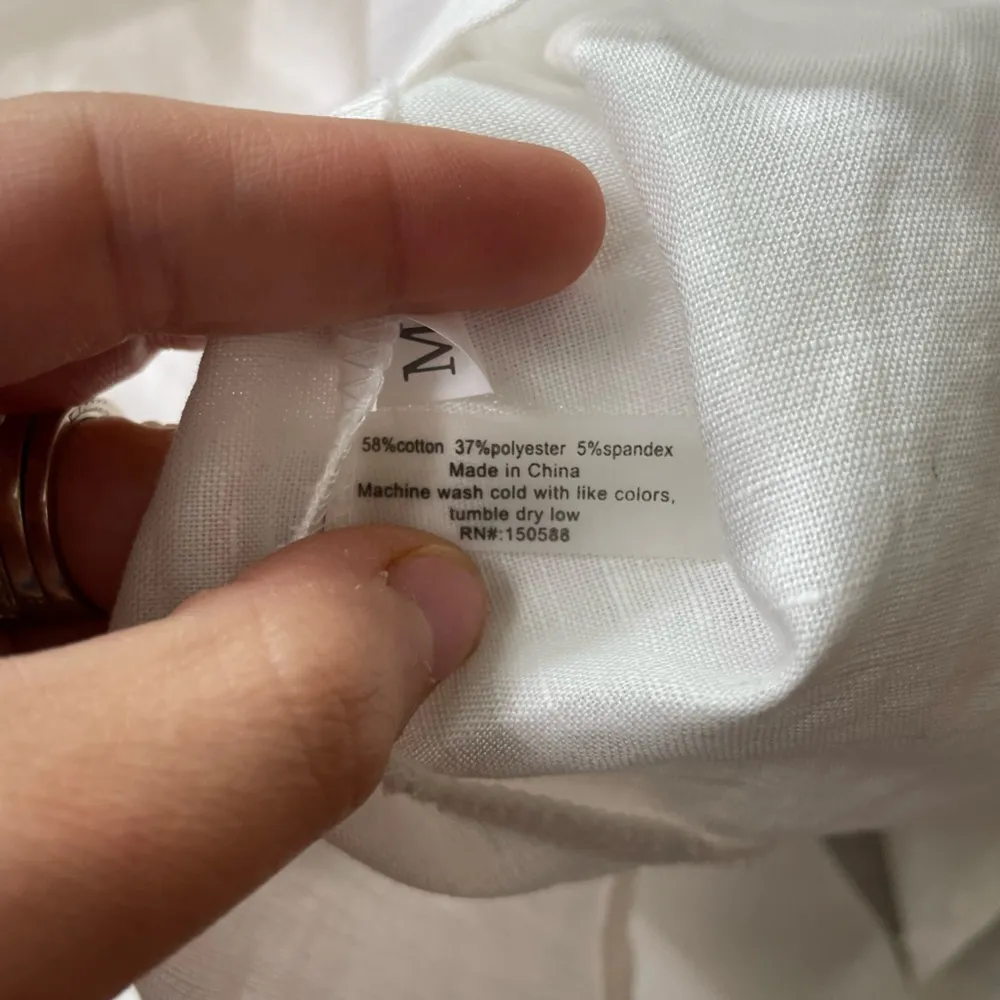 M
58%cotton 37%polyester 5%spandex
Made in China
Machine wash cold with like colors,
tumble dry low
RN#:150588